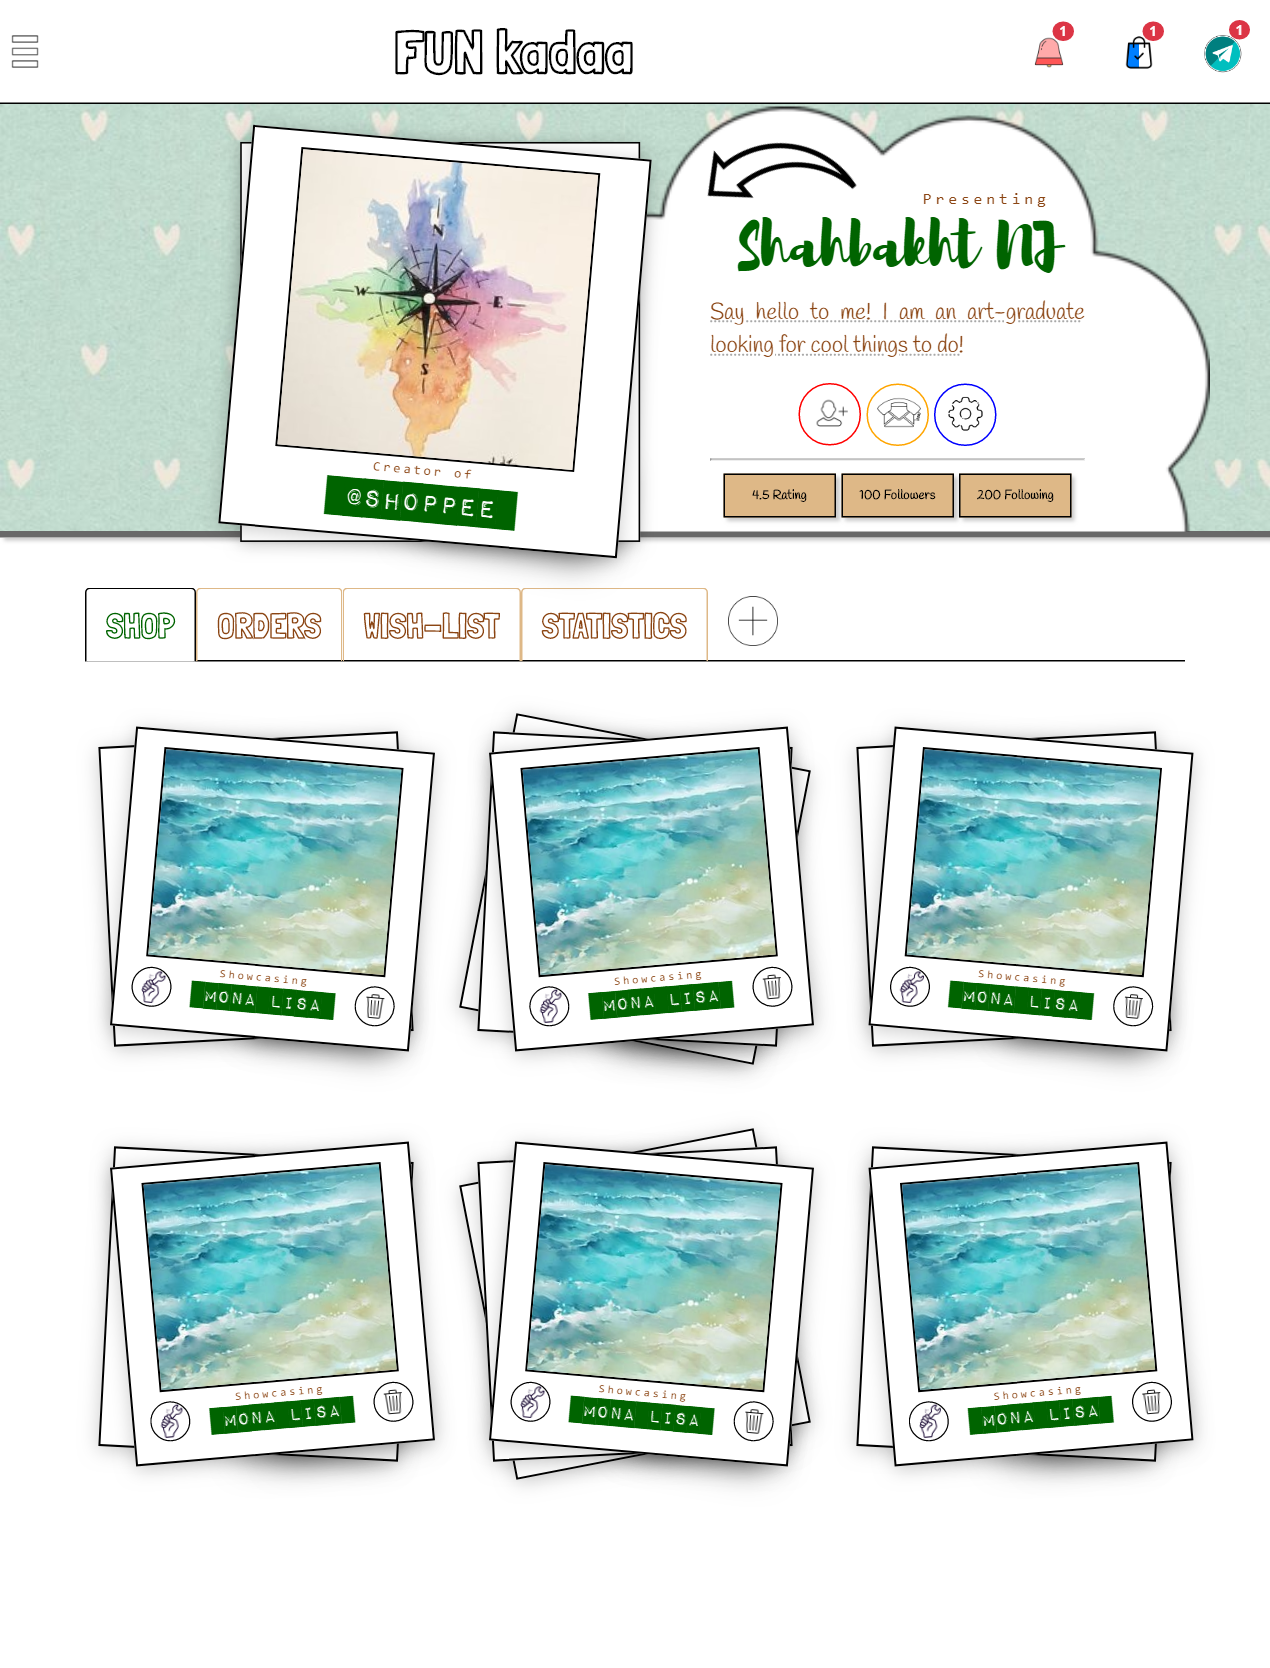 FUN kadaa
1
1
1
Presenting
Shahbakht NJ
Say hello to me! I am an art-graduate
looking for cool things to do!
N
W
E
S
Creator of
@SHOPPEE
4.5 Rating
100 Followers
200 Following
SHOP
ORDERS
WISH-LIST
STATISTICS
Showcasing
MONA LISA
Showcasing
MONA LISA
Showcasing
MONA LISA
Showcasing
MONA LISA
Showcasing
MONA LISA
Showcasing
MONA LISA